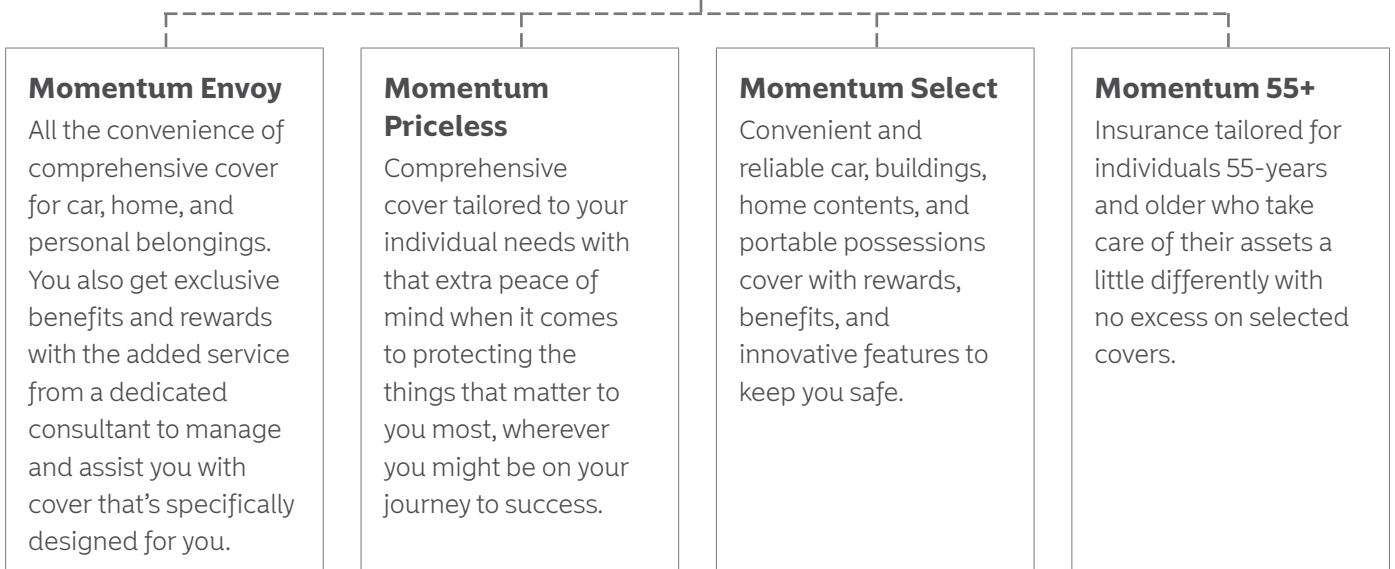 Momentum Envoy
All the convenience of
comprehensive cover
for car, home, and
personal belongings.
You also get exclusive
benefits and rewards
with the added service
from a dedicated
consultant to manage
and assist you with
cover that’s specifically
designed for you.
Momentum
Priceless
Comprehensive
cover tailored to your
individual needs with
that extra peace of
mind when it comes
to protecting the
things that matter to
you most, wherever
you might be on your
journey to success.
Momentum Select
Convenient and
reliable car, buildings,
home contents, and
portable possessions
cover with rewards,
benefits, and
innovative features to
keep you safe.
Momentum 55+
Insurance tailored for
individuals 55-years
and older who take
care of their assets a
little differently with
no excess on selected
covers.